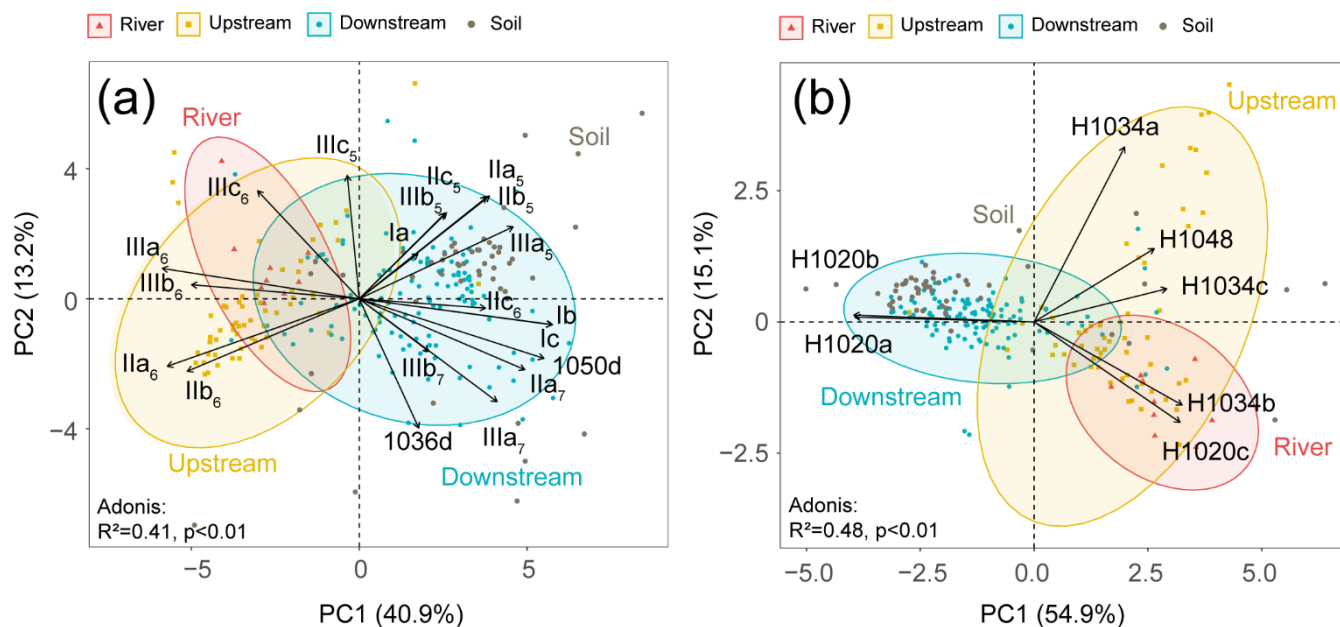 River Upstream Downstream Soil
(a)
River
Soil
IIIc₅
IIIc₆
IIc₅
IIa₅
IIIb₅
IIb₅
Ia
IIIa₅
IIIa₆
IIIb₆
IIc₆
Ib
Ic
IIa₆
IIb₆
IIIb₇
1050d
IIa₇
1036d
IIIa₇
Upstream
Downstream
Adonis:
R²=0.41, p<0.01
4
0
−4
−5
0
5
PC2 (13.2%)
PC1 (40.9%)
River Upstream Downstream Soil
(b)
Upstream
H1034a
Soil
H1048
H1020b
H1034c
H1020a
Downstream
H1034b
River
H1020c
Adonis:
R²=0.48, p<0.01
2.5
0
−2.5
−5.0
−2.5
0.0
2.5
5.0
PC2 (15.1%)
PC1 (54.9%)